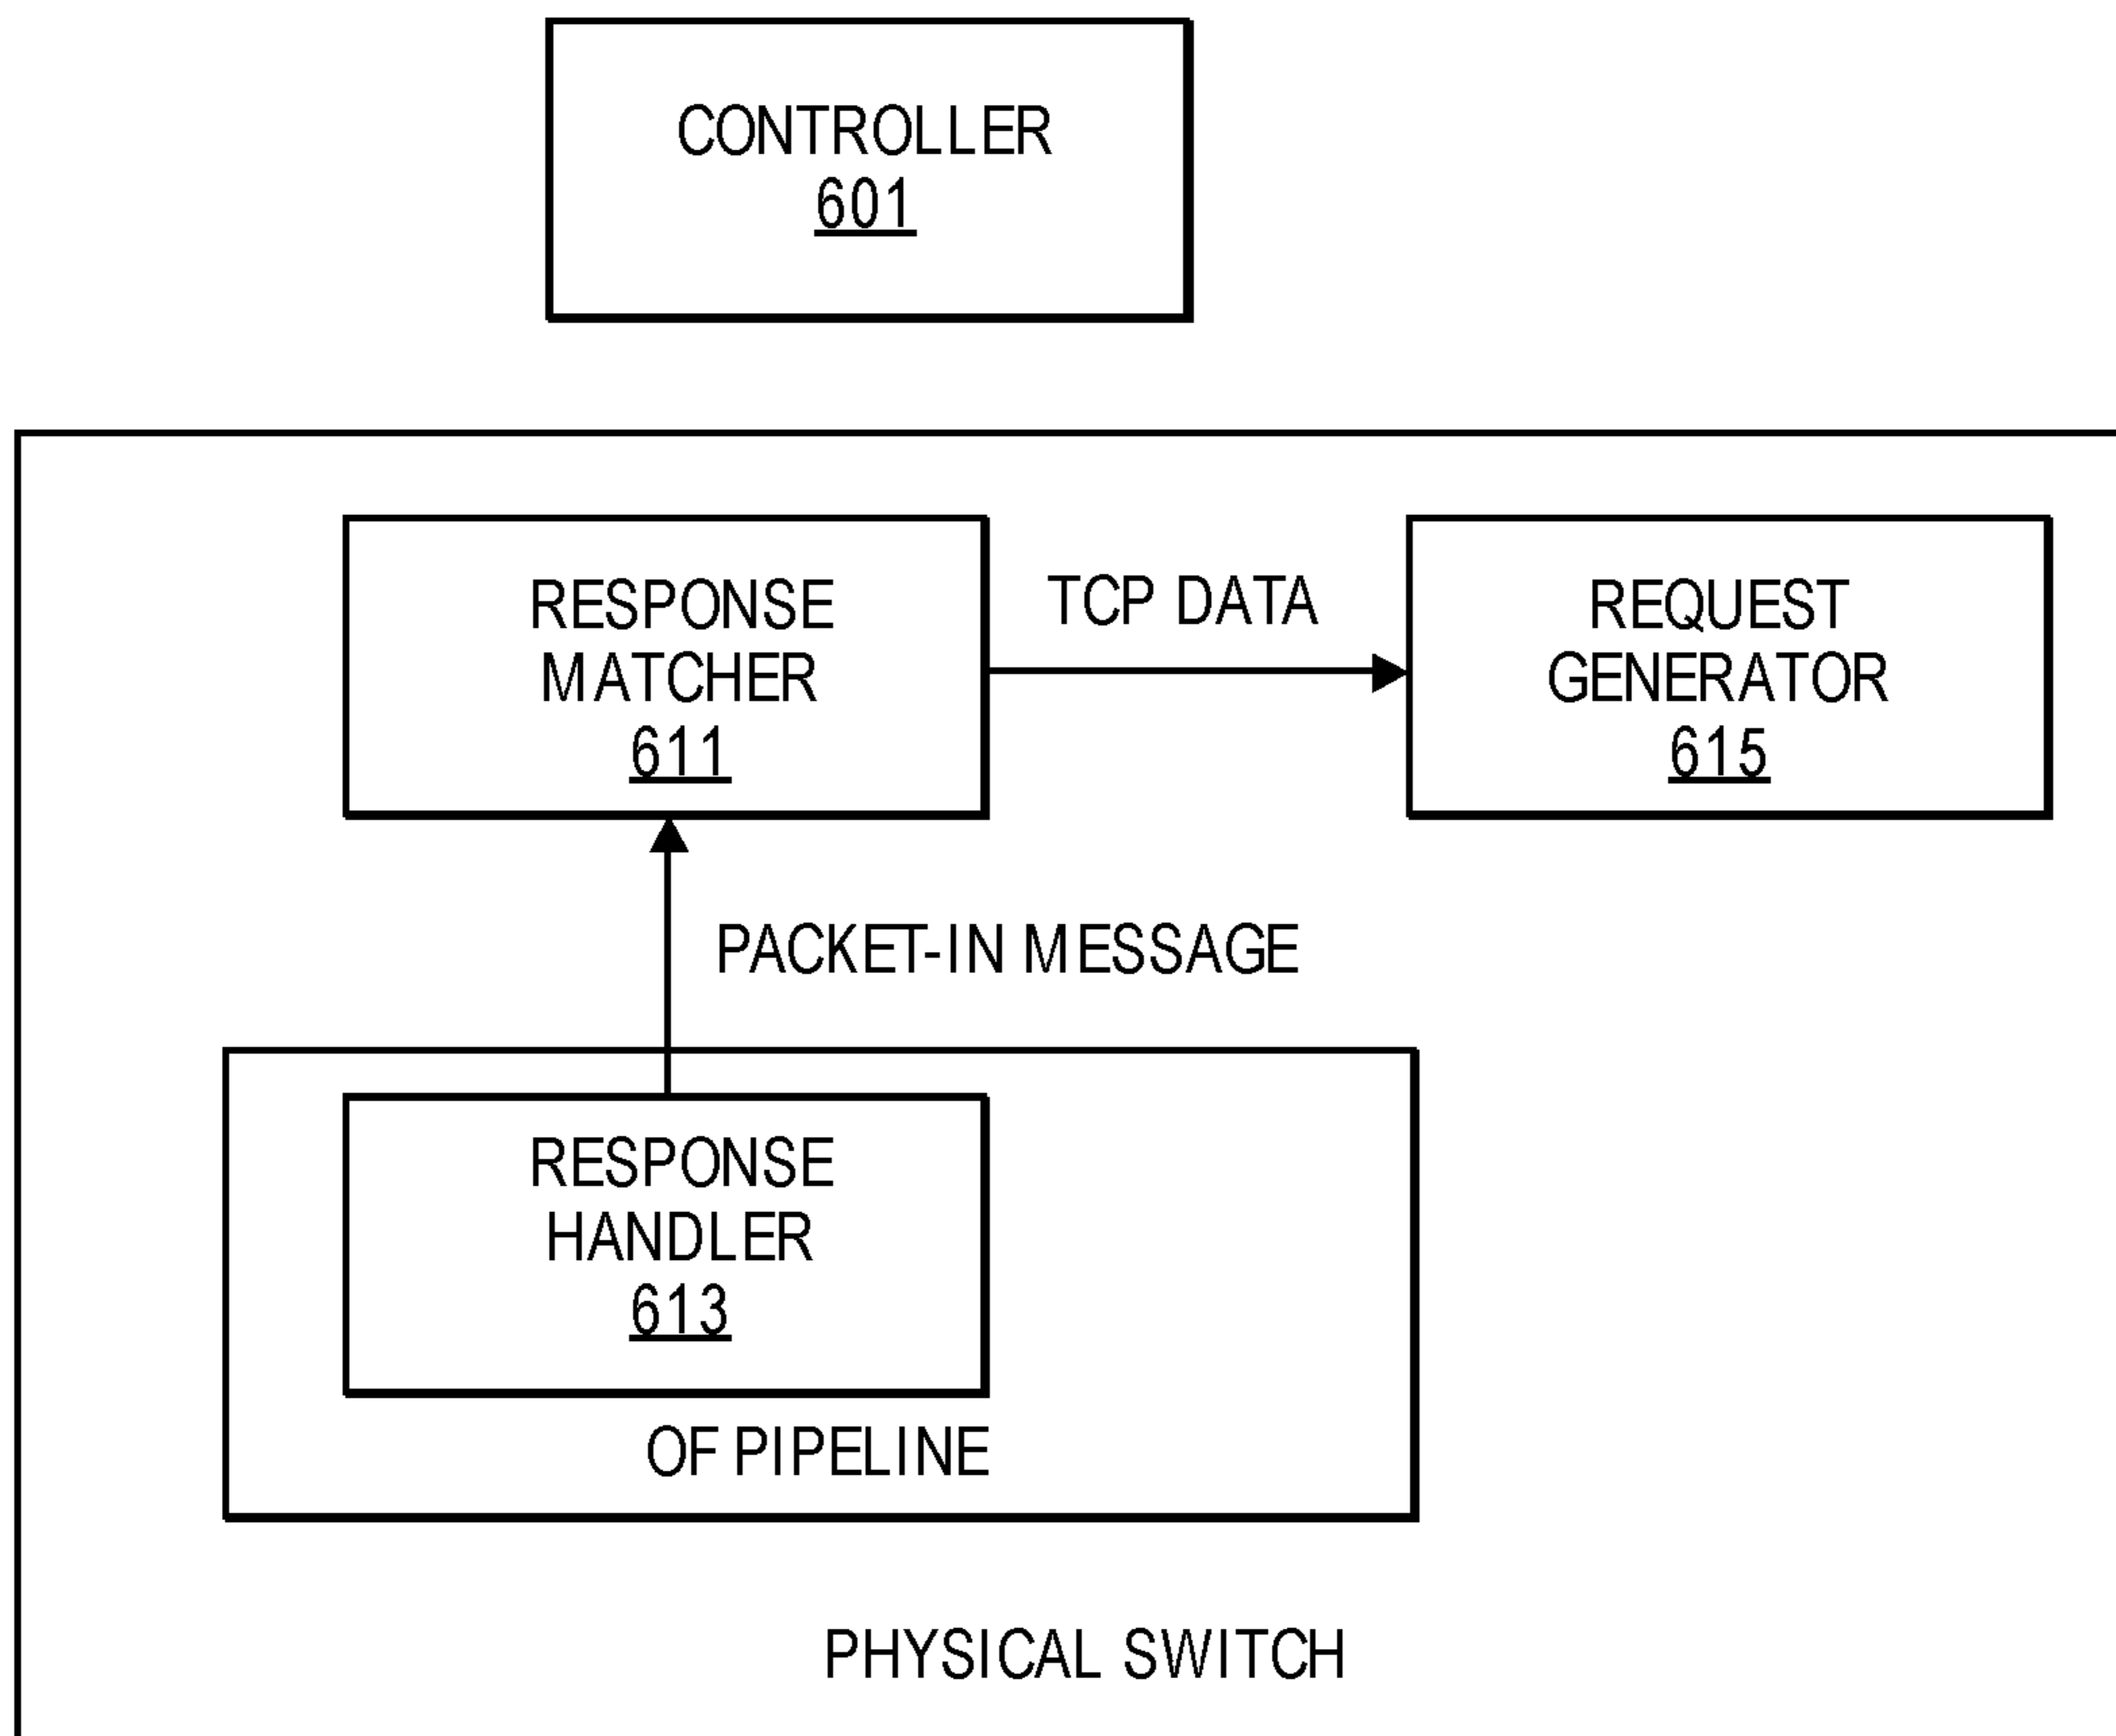 CONTROLLER
601
RESPONSE
MATCHER
611
TCP DATA
REQUEST
GENERATOR
615
PACKET-IN MESSAGE
RESPONSE
HANDLER
613
OF PIPELINE
PHYSICAL SWITCH